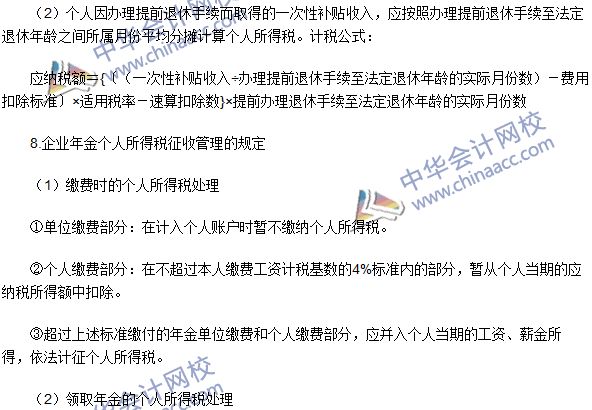 （2）个人因办理提前退休手续而取得的一次性补贴收入，应按照办理提前退休手续至法定
退休年龄之间所属月份平均分摊计算个人所得税。计税公式：
应纳税额＝{〔（一次性补贴收入÷办理提前退休手续至法定退休年龄的实际月份数）－费用
扣除标准〕×适用税率－速算扣除数}×提前办理退休手续至法定退休年龄的实际月份数
8.企业年金个人所得税征收管理的规定
（1）缴费时的个人所得税处理
①单位缴费部分：在计入个人账户时暂不缴纳个人所得税。
②个人缴费部分：在不超过本人缴费工资计税基数的4%标准内的部分，暂从个人当期的应
纳税所得额中扣除。
③超过上述标准缴付的年金单位缴费和个人缴费部分，应并入个人当期的工资、薪金所
得，依法计征个人所得税。
（2）领取年金的个人所得税处理
中华会计网校
www.chinaacc.com
中华会计网校
www.chinaacc.com
中华会计网校